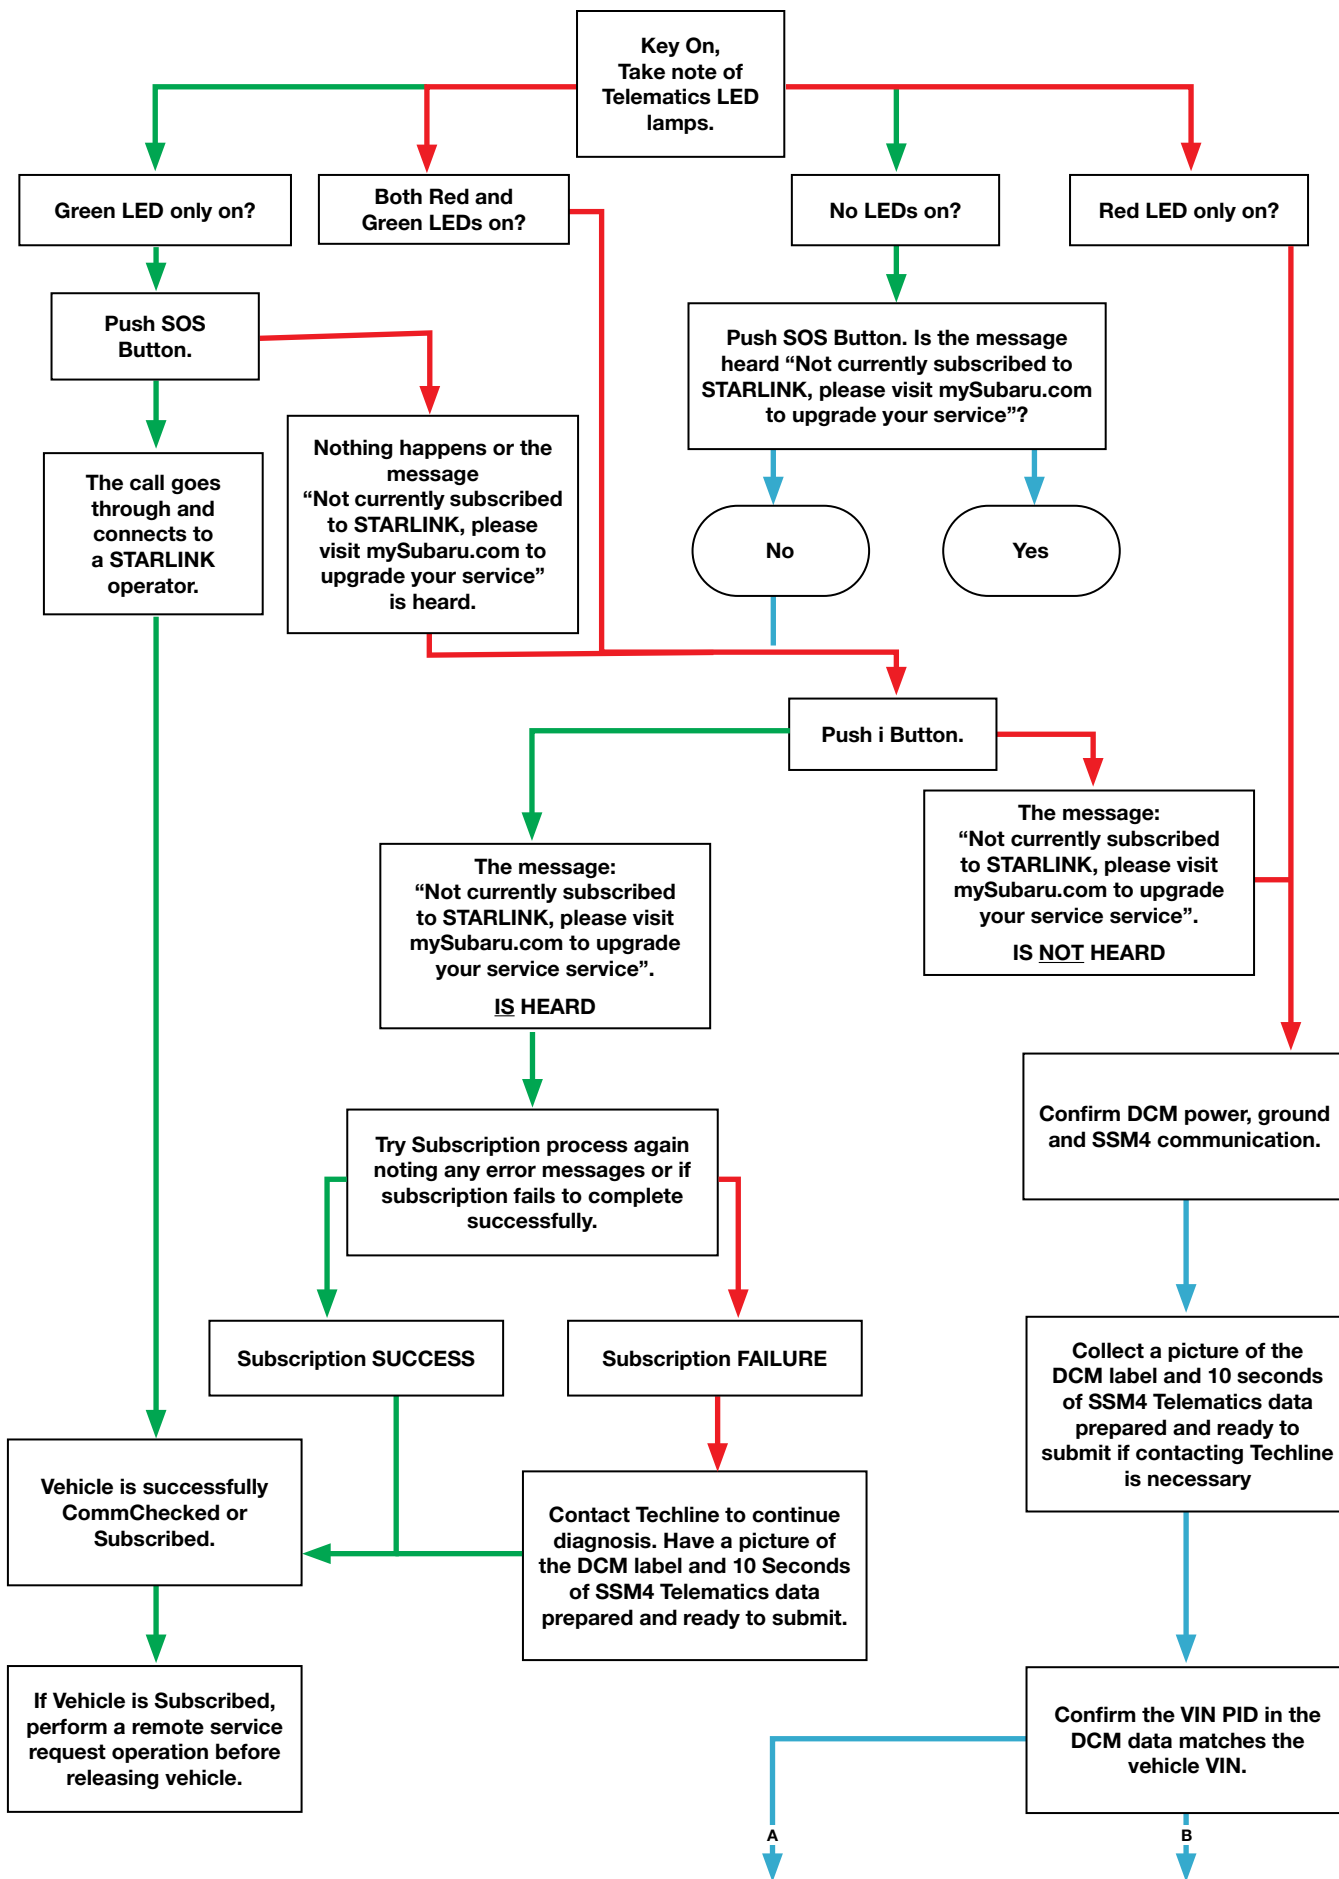 Key On,
Take note of
Telematics LED
lamps.
Green LED only on?
Both Red and
Green LEDs on?
No LEDs on?
Red LED only on?
Push SOS
Button.
Push SOS Button. Is the message
heard “Not currently subscribed to
STARLINK, please visit mySubaru.com
to upgrade your service”?
The call goes
through and
connects to
a STARLINK
operator.
Nothing happens or the
message
“Not currently subscribed
to STARLINK, please
visit mySubaru.com to
upgrade your service”
is heard.
No
Yes
Push i Button.
The message:
“Not currently subscribed
to STARLINK, please visit
mySubaru.com to upgrade
your service service”.
IS NOT HEARD
The message:
“Not currently subscribed
to STARLINK, please visit
mySubaru.com to upgrade
your service service”.
IS HEARD
Confirm DCM power, ground
and SSM4 communication.
Try Subscription process again
noting any error messages or if
subscription fails to complete
successfully.
Subscription SUCCESS
Subscription FAILURE
Collect a picture of the
DCM label and 10 seconds
of SSM4 Telematics data
prepared and ready to
submit if contacting Techline
is necessary
Vehicle is successfully
CommChecked or
Subscribed.
Contact Techline to continue
diagnosis. Have a picture of
the DCM label and 10 Seconds
of SSM4 Telematics data
prepared and ready to submit.
If Vehicle is Subscribed,
perform a remote service
request operation before
releasing vehicle.
Confirm the VIN PID in the
DCM data matches the
vehicle VIN.
A
B